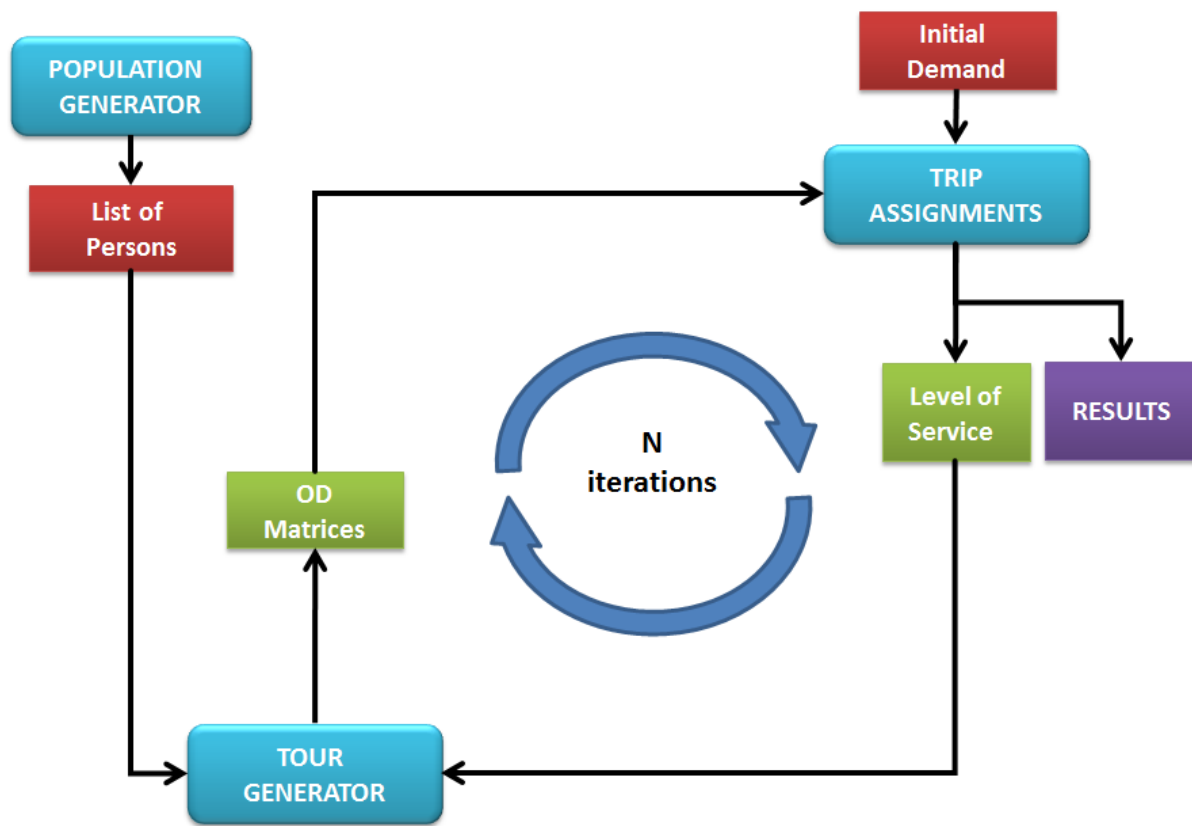 POPULATION
GENERATOR
List of
Persons
Initial
Demand
TRIP
ASSIGNMENTS
Level of
Service
RESULTS
N
iterations
OD
Matrices
TOUR
GENERATOR